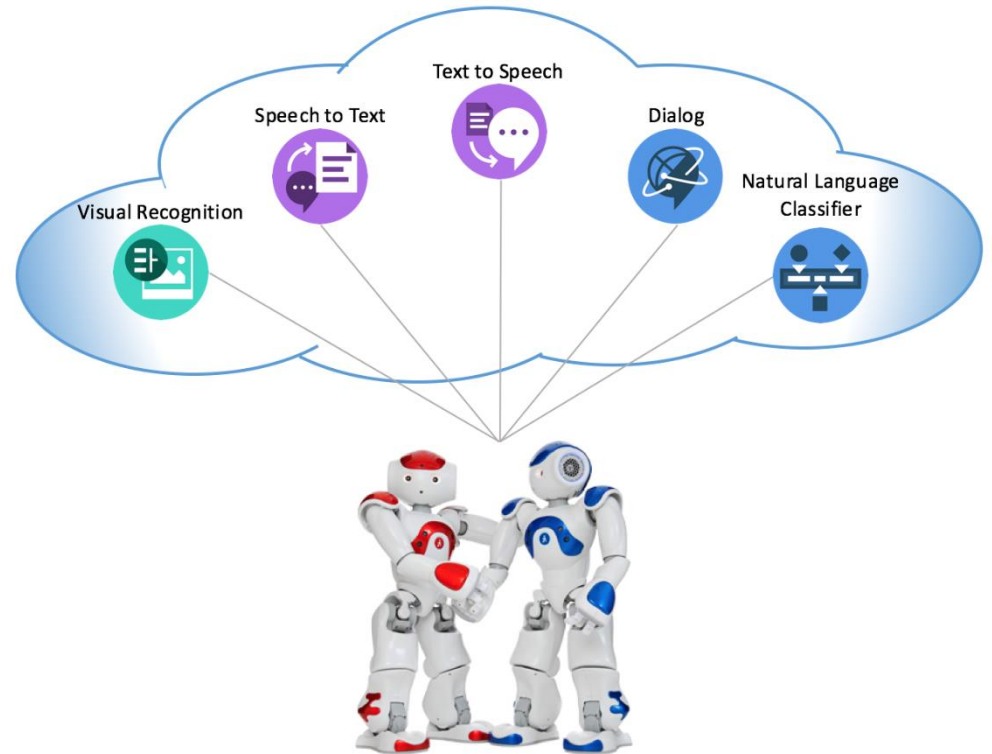 Text to Speech
Speech to Text
Dialog
Natural Language
Classifier
Visual Recognition